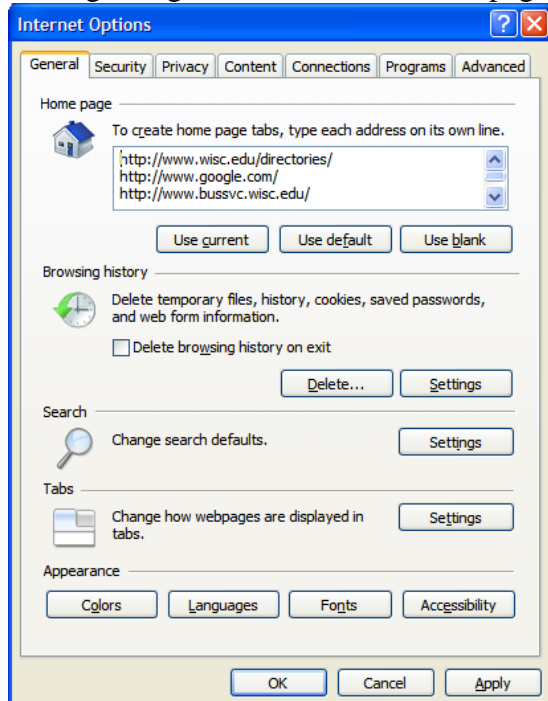 Internet Options
General Security Privacy Content Connections Programs Advanced
Home page
To create home page tabs, type each address on its own line.
http://www.wisc.edu/directories/
http://www.google.com/
http://www.bussvc.wisc.edu/
Use current Use default Use blank
Browsing history
Delete temporary files, history, cookies, saved passwords,
and web form information.
Delete browsing history on exit
Delete... Settings
Search
Change search defaults.
Settings
Tabs
Change how webpages are displayed in
tabs.
Settings
Appearance
Colors Languages Fonts Accessibility
OK Cancel Apply